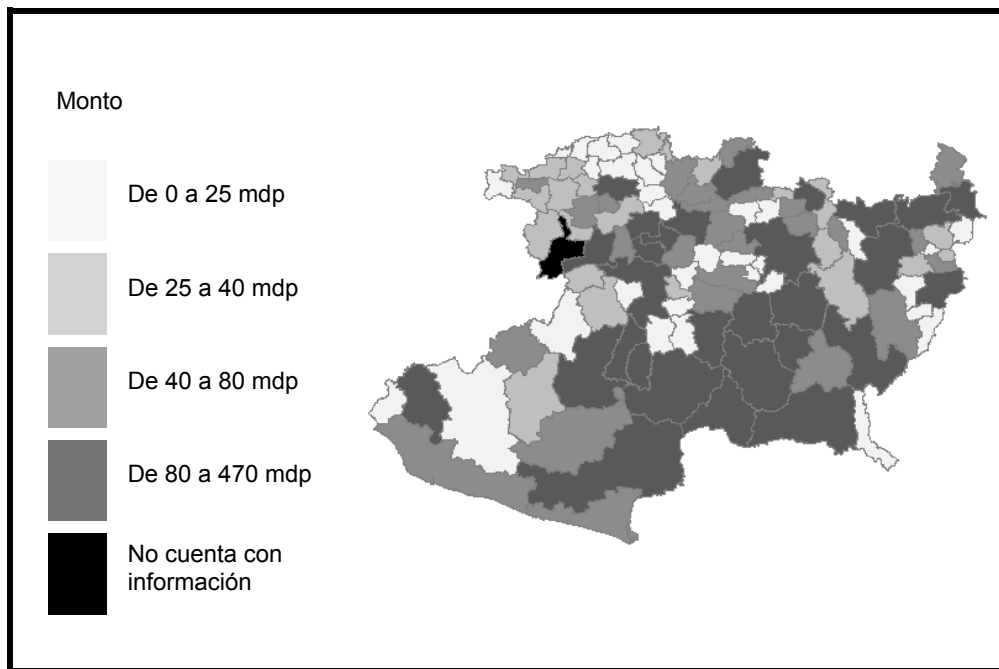 Monto
De 0 a 25 mdp
De 25 a 40 mdp
De 40 a 80 mdp
De 80 a 470 mdp
No cuenta con
información